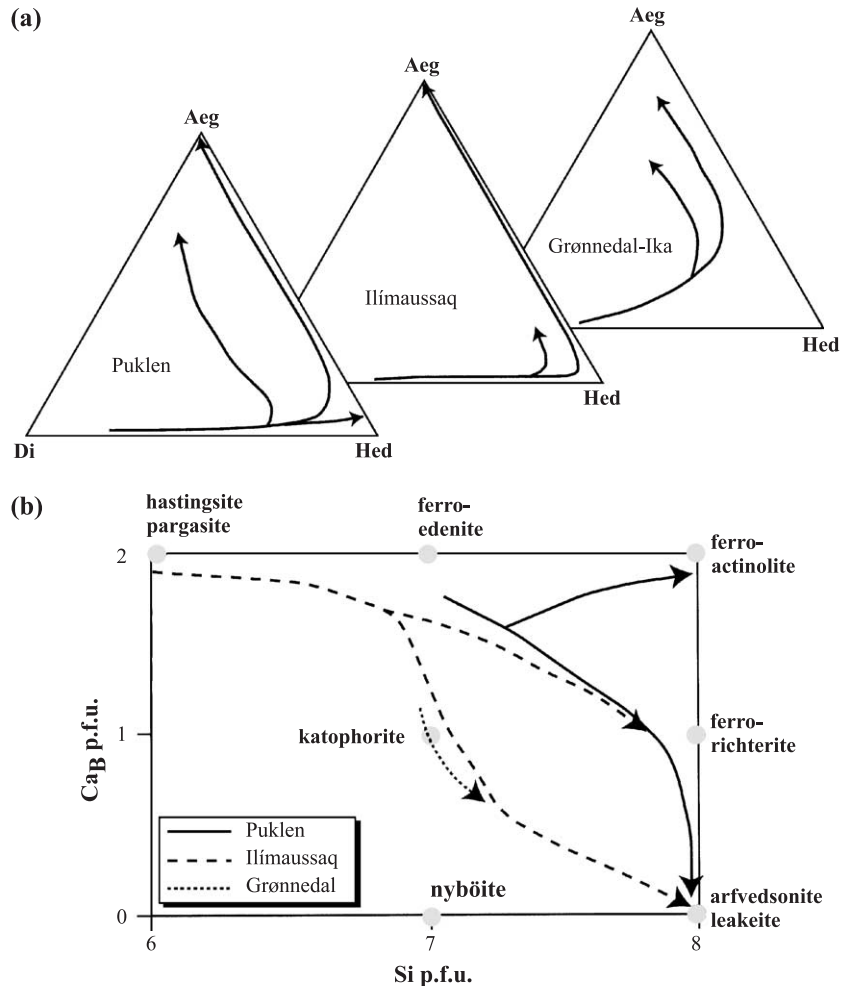 (a)
Aeg
Aeg
Aeg
Puklen
Ilímaussaq
Grønnedal-Ika
Di
Hed
Hed
Hed
(b)
hastingsite
pargasite
ferro-
edenite
ferro-
actinolite
2
katophorite
ferro-
richterite
1
CaB p.f.u.
Puklen
Ilímaussaq
Grønnedal
nyböite
arfvedsonite
leakeite
0
6
7
8
Si p.f.u.